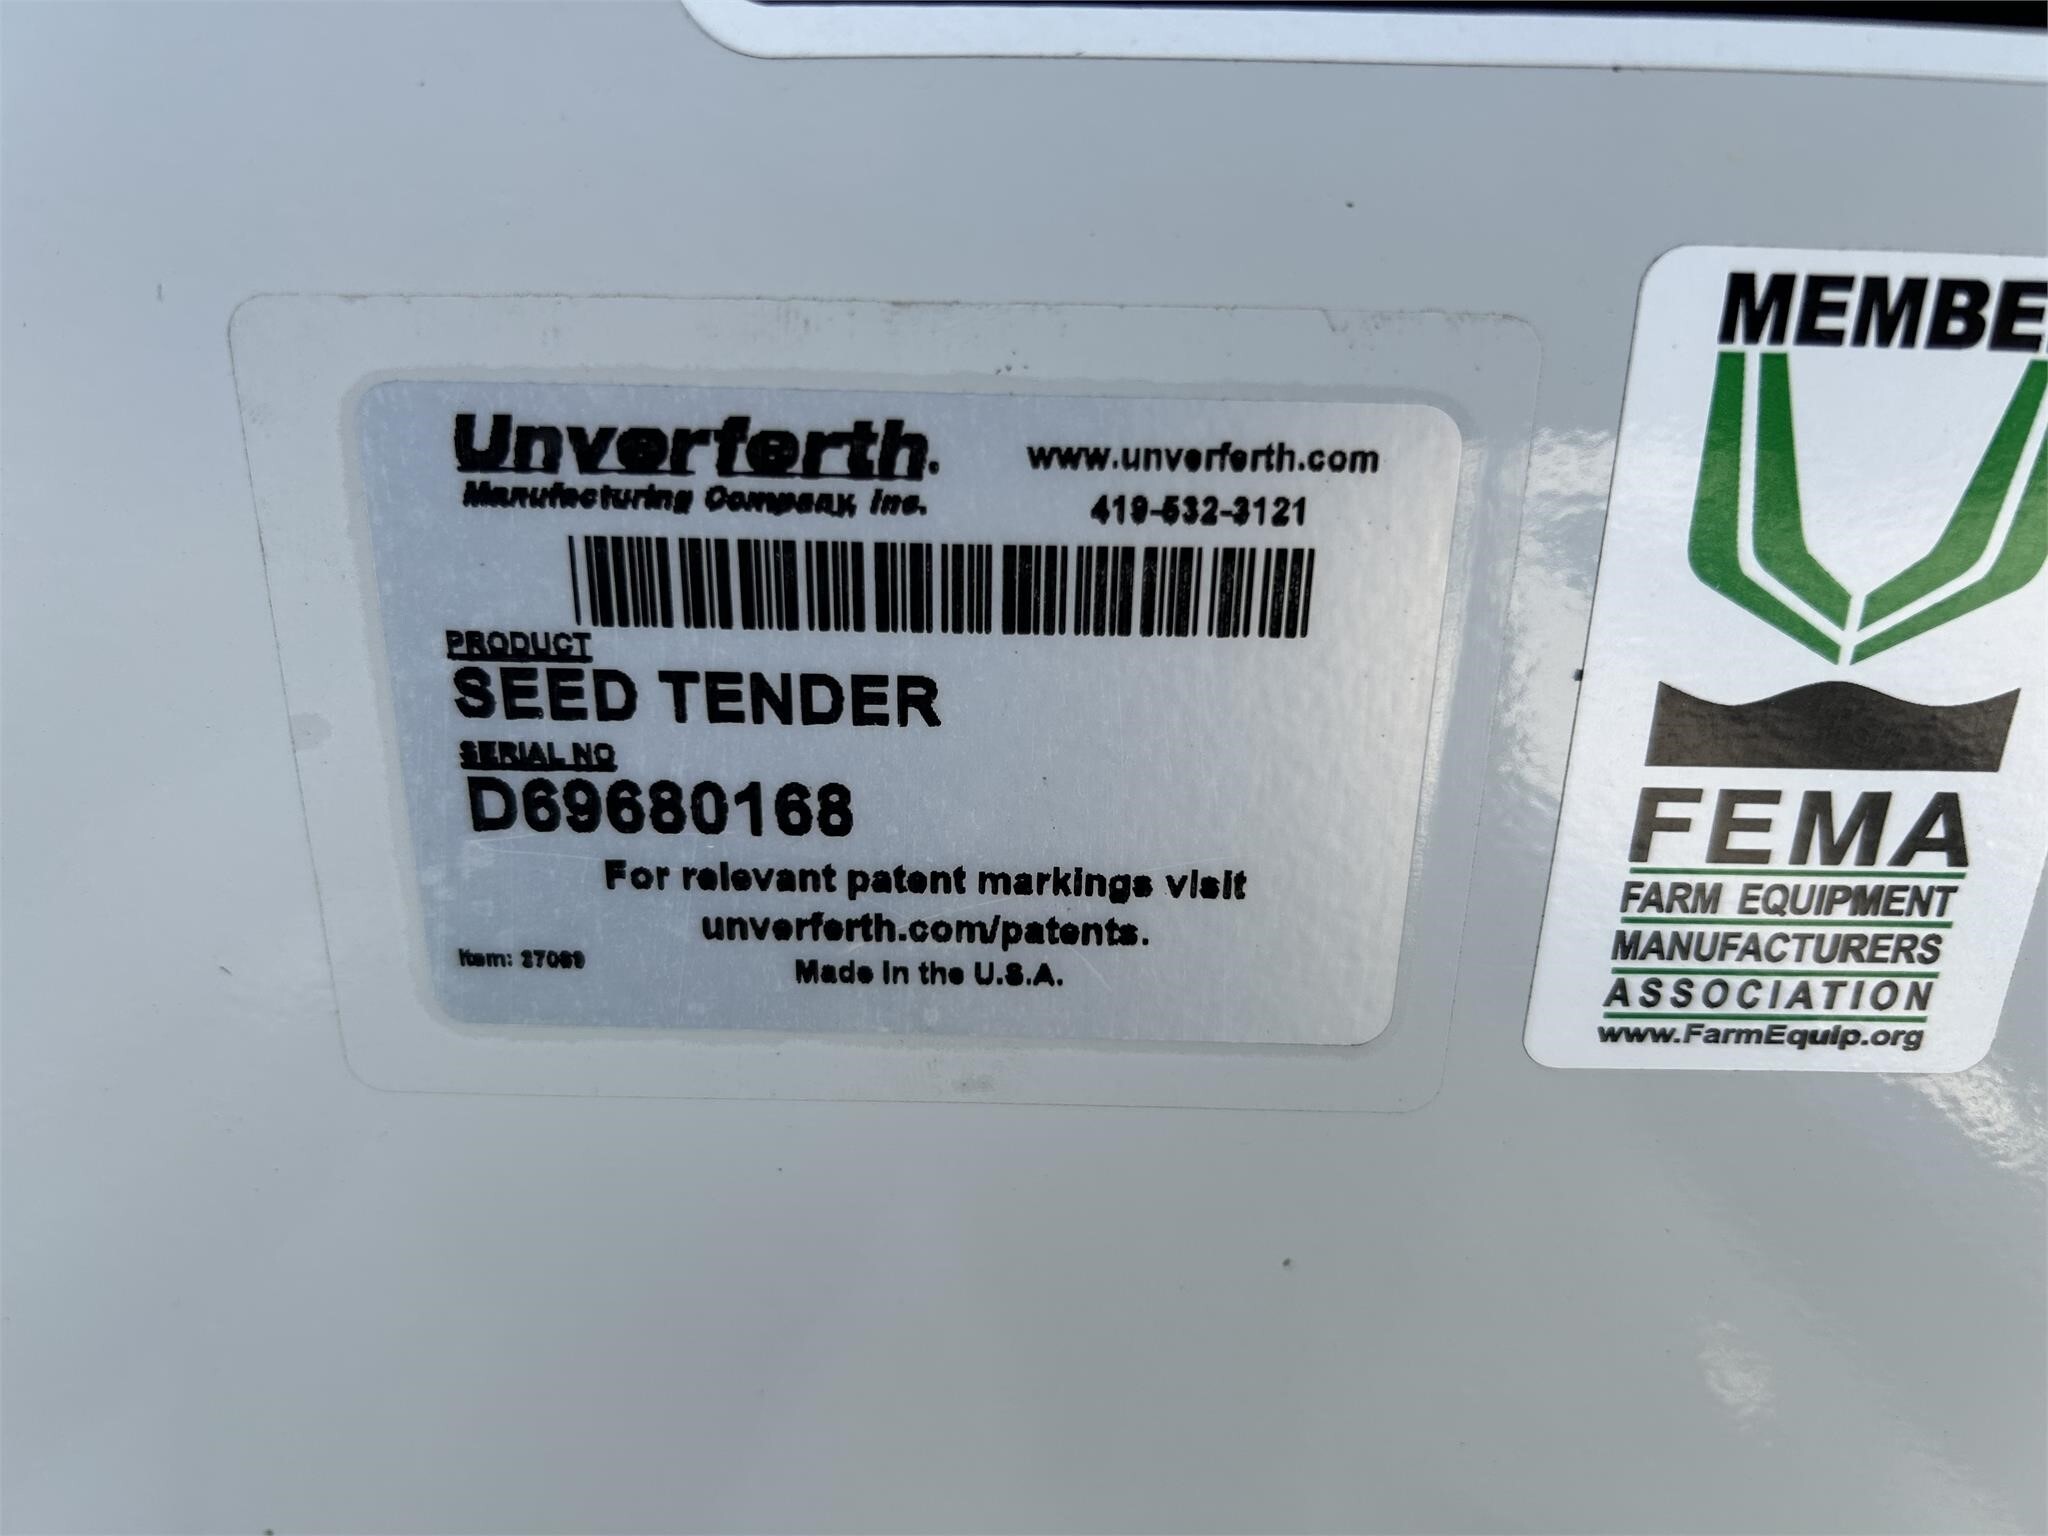 Unverferth.
Manufacturing Company, Inc.
www.unverferth.com
419-532-3121
PRODUCT
SEED TENDER
SERIAL NO
D69680168
For relevant patent markings visit
unverferth.com/patents.
Item:
Made in the U.S.A.
MEMBE
FEMA
FARM EQUIPMENT
MANUFACTURERS
ASSOCIATION
www.FarmEquip.org